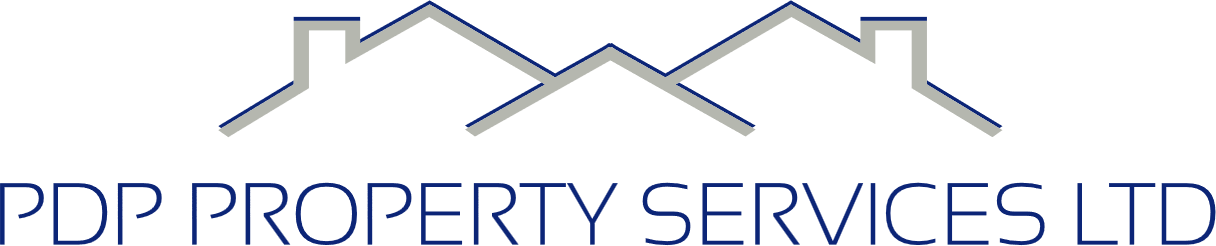 PDP PROPERTY SERVICES LTD